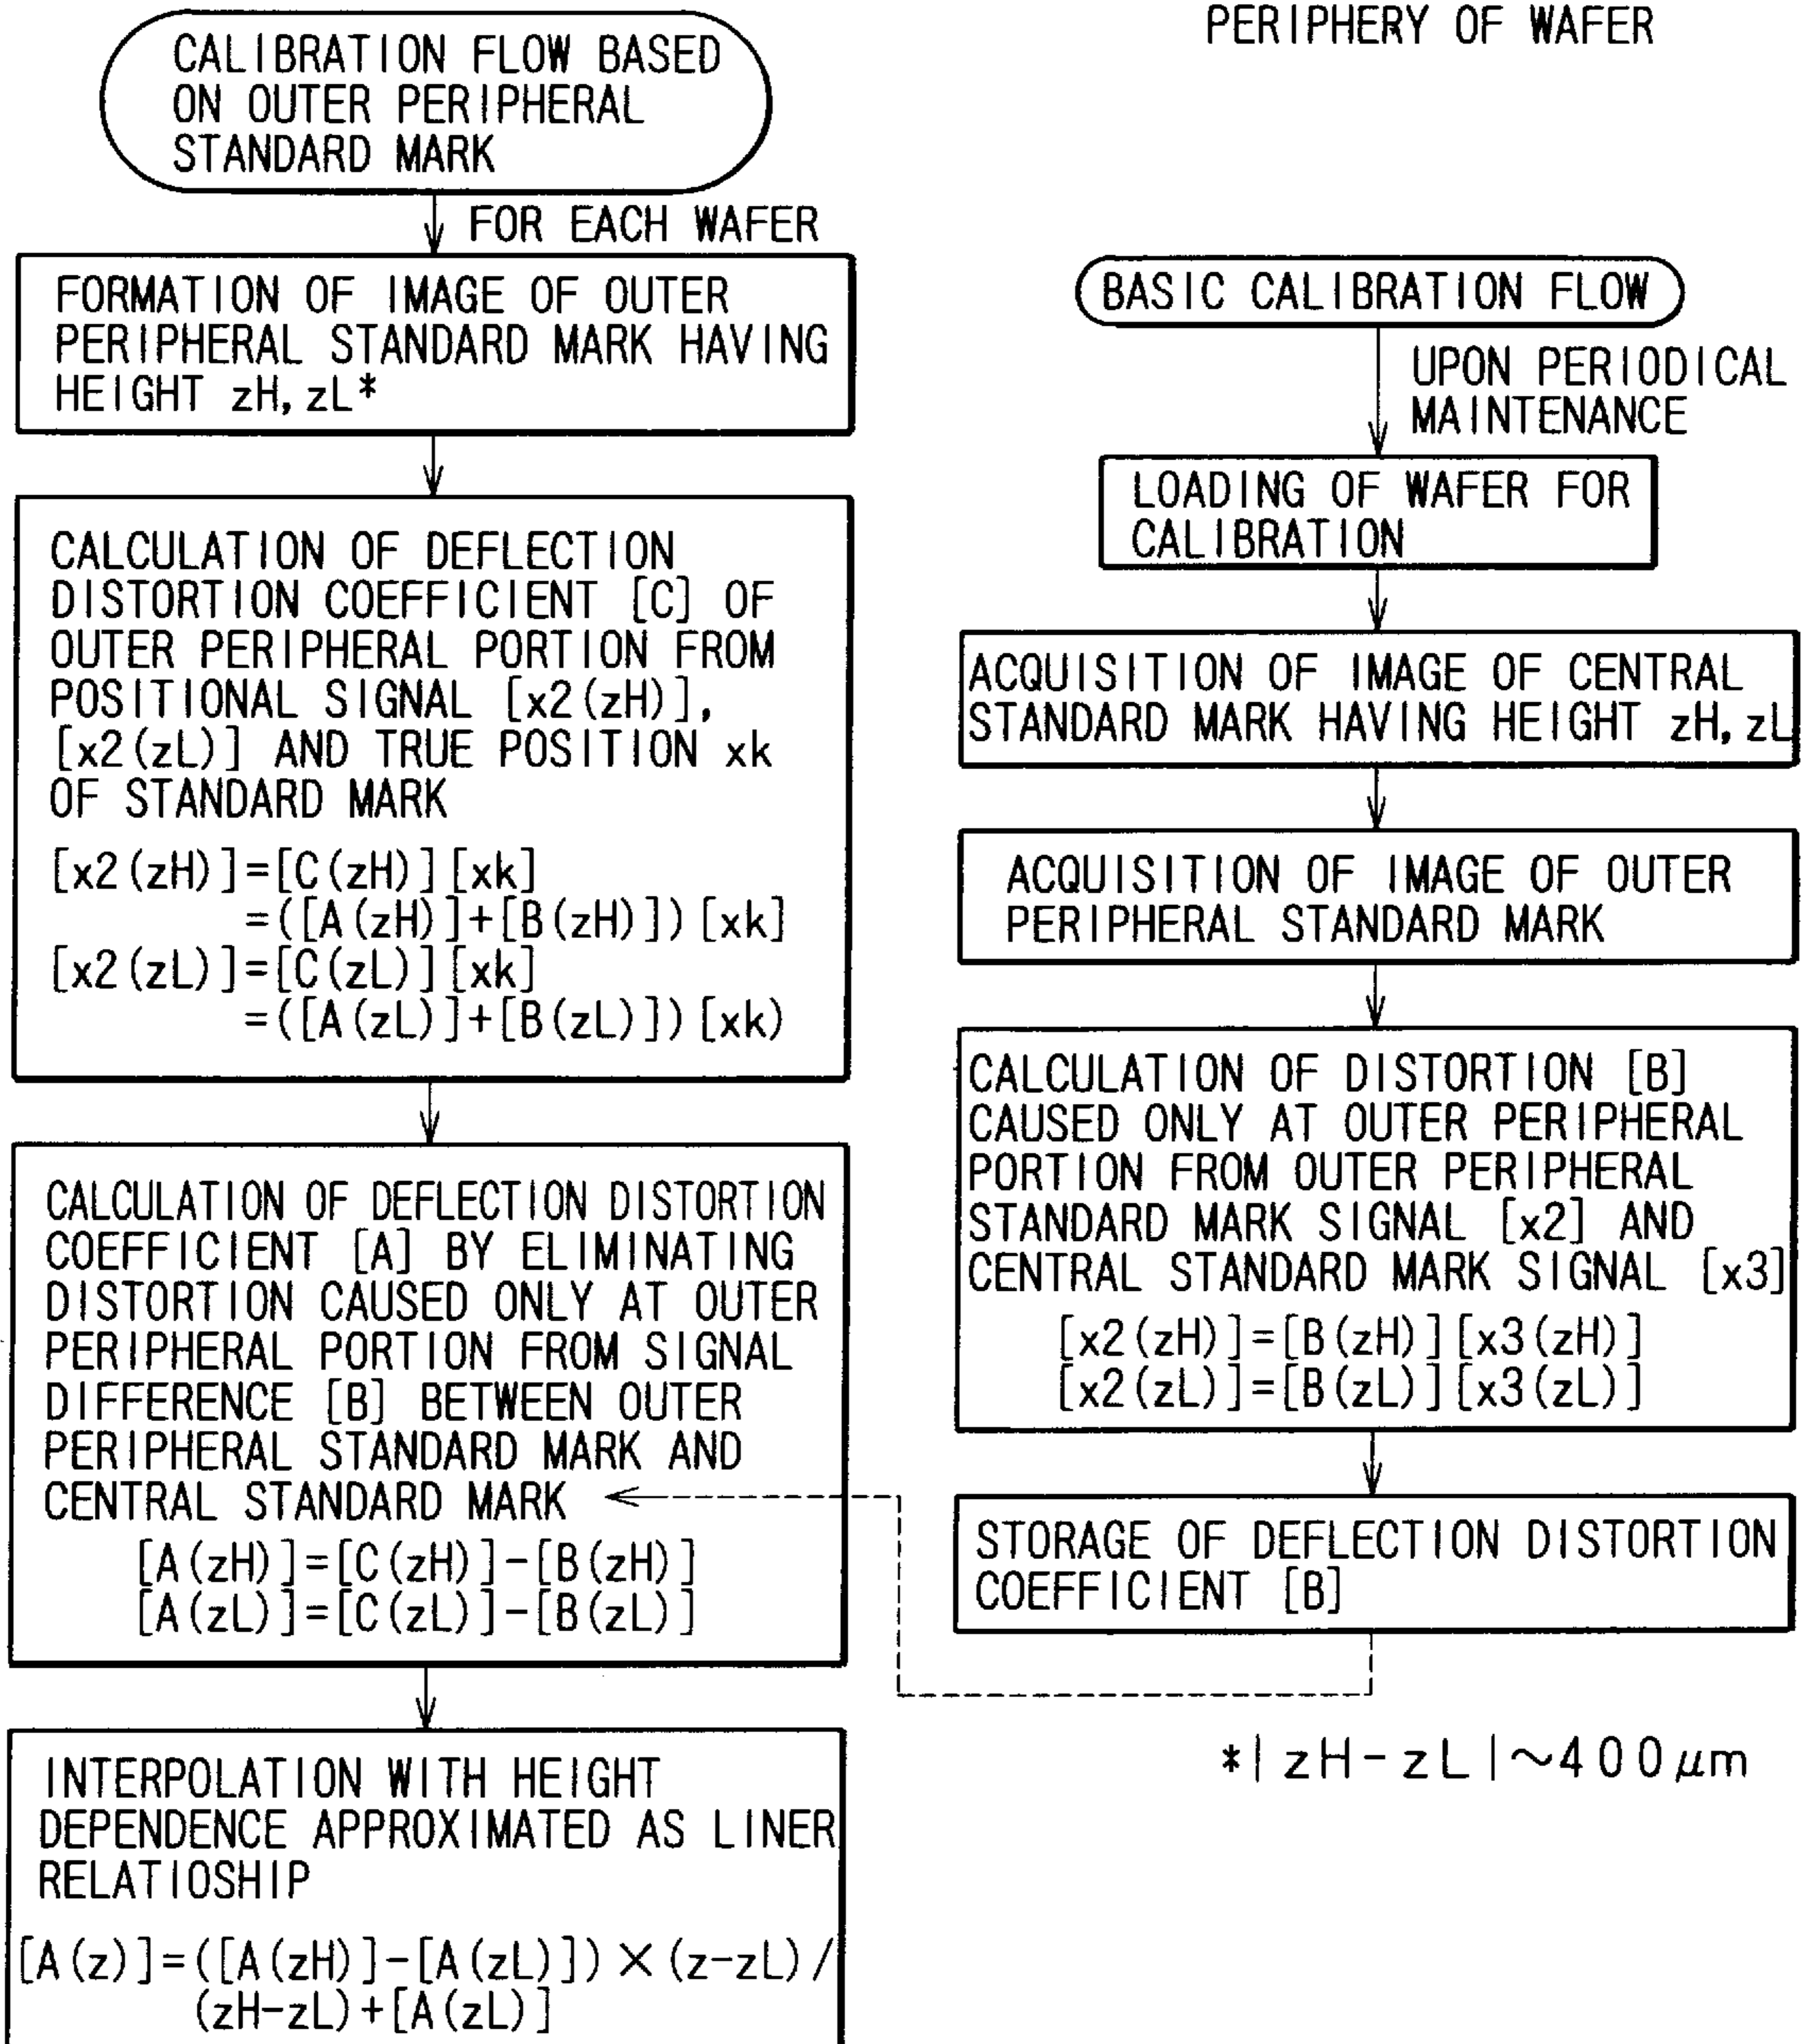 PERIPHERY OF WAFER
CALIBRATION FLOW BASED
ON OUTER PERIPHERAL
STANDARD MARK
FOR EACH WAFER
FORMATION OF IMAGE OF OUTER
PERIPHERAL STANDARD MARK HAVING
HEIGHT zH, zL*
CALCULATION OF DEFLECTION
DISTORTION COEFFICIENT [C] OF
OUTER PERIPHERAL PORTION FROM
POSITIONAL SIGNAL [x2(zH)],
[x2(zL)] AND TRUE POSITION xk
OF STANDARD MARK
[x2(zH)]=[C(zH)][xk]
=([A(zH)]+[B(zH)])[xk]
[x2(zL)]=[C(zL)][xk]
=([A(zL)]+[B(zL)])[xk)
CALCULATION OF DEFLECTION DISTORTION
COEFFICIENT [A] BY ELIMINATING
DISTORTION CAUSED ONLY AT OUTER
PERIPHERAL PORTION FROM SIGNAL
DIFFERENCE [B] BETWEEN OUTER
PERIPHERAL STANDARD MARK AND
CENTRAL STANDARD MARK
[A(zH)]=[C(zH)]-[B(zH)]
[A(zL)]=[C(zL)]-[B(zL)]
INTERPOLATION WITH HEIGHT
DEPENDENCE APPROXIMATED AS LINER
RELATIOSHIP
[A(z)]=([A(zH)]-[A(zL)])×(z-zL)/
(zH-zL)+[A(zL)]
BASIC CALIBRATION FLOW
UPON PERIODICAL
MAINTENANCE
LOADING OF WAFER FOR
CALIBRATION
ACQUISITION OF IMAGE OF CENTRAL
STANDARD MARK HAVING HEIGHT zH, zL
ACQUISITION OF IMAGE OF OUTER
PERIPHERAL STANDARD MARK
CALCULATION OF DISTORTION [B]
CAUSED ONLY AT OUTER PERIPHERAL
PORTION FROM OUTER PERIPHERAL
STANDARD MARK SIGNAL [x2] AND
CENTRAL STANDARD MARK SIGNAL [x3]
[x2(zH)]=[B(zH)][x3(zH)]
[x2(zL)]=[B(zL)][x3(zL)]
STORAGE OF DEFLECTION DISTORTION
COEFFICIENT [B]
*|zH-zL|~400μm